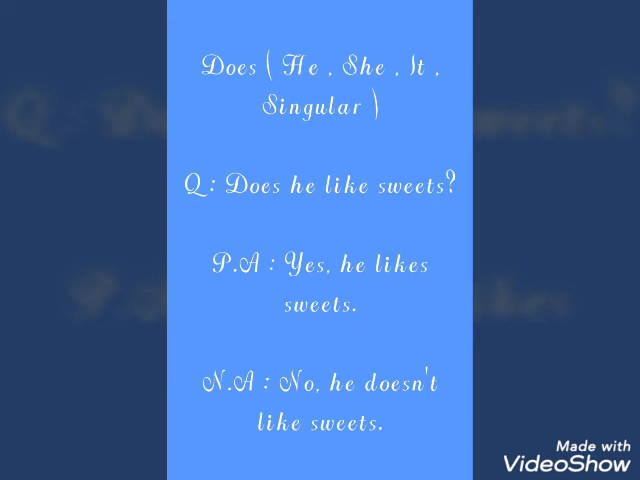 Does ( He , She , It ,
Singular )
Q : Does he like sweets?
P.A : Yes, he likes
sweets.
N.A : No, he doesn't
like sweets.
Made with
VideoShow